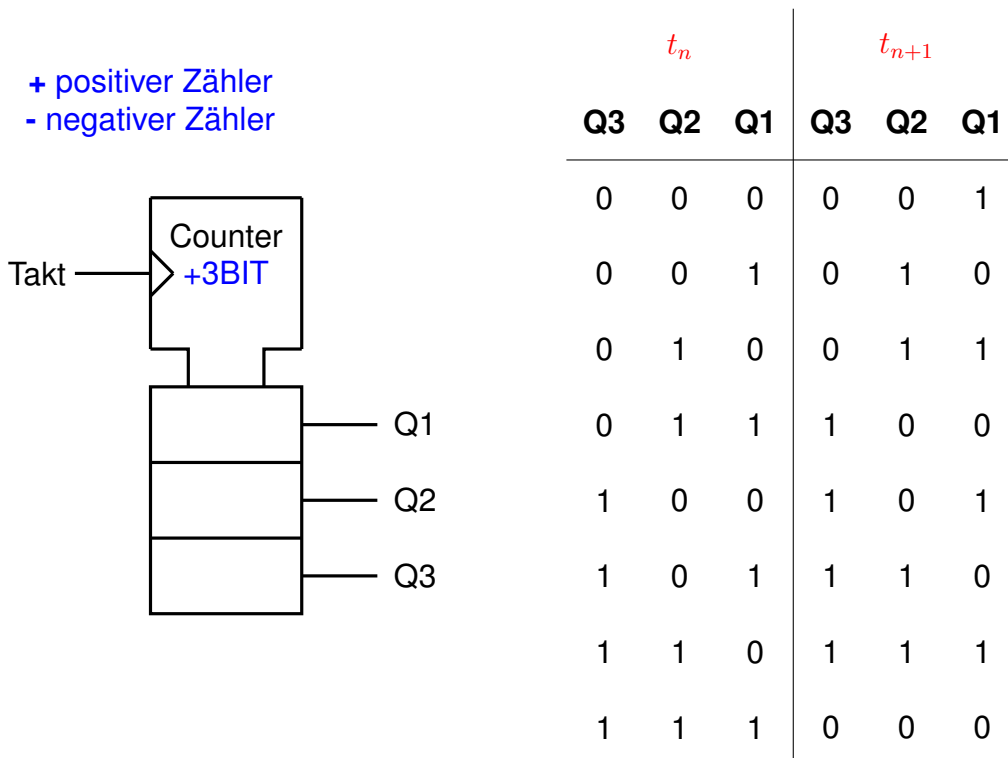 + positiver Zähler
- negativer Zähler
Counter
Takt +3BIT
Q1
Q2
Q3
tₙ tₙ₊₁
Q3 Q2 Q1 Q3 Q2 Q1
0 0 0 0 0 1
0 0 1 0 1 0
0 1 0 0 1 1
0 1 1 1 0 0
1 0 0 1 0 1
1 0 1 1 1 0
1 1 0 1 1 1
1 1 1 0 0 0